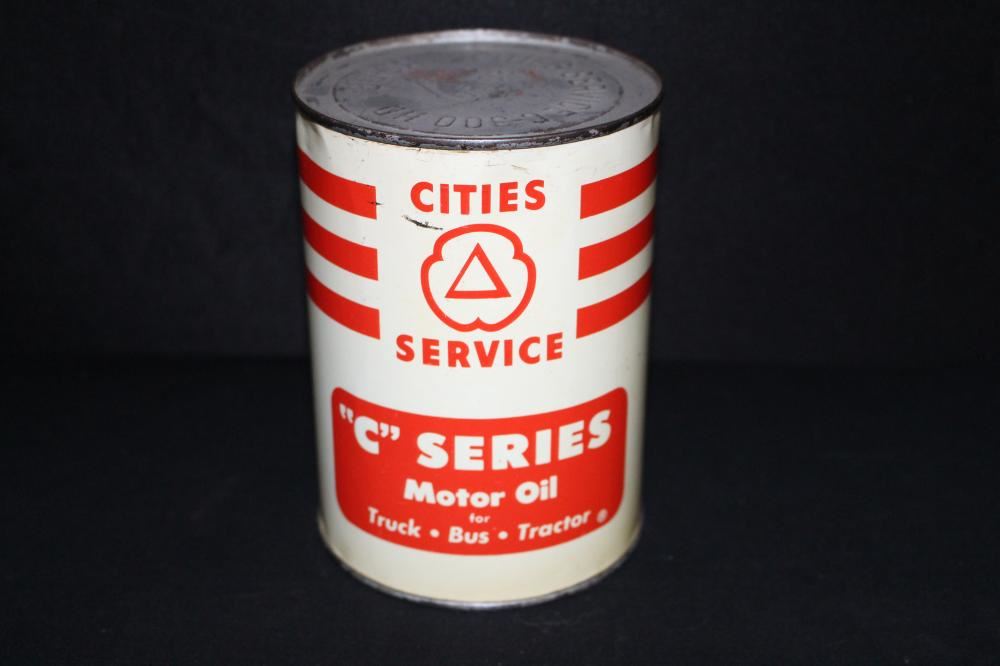 CITIES
SERVICE
"C" SERIES
Motor Oil
for
Truck • Bus • Tractor ®